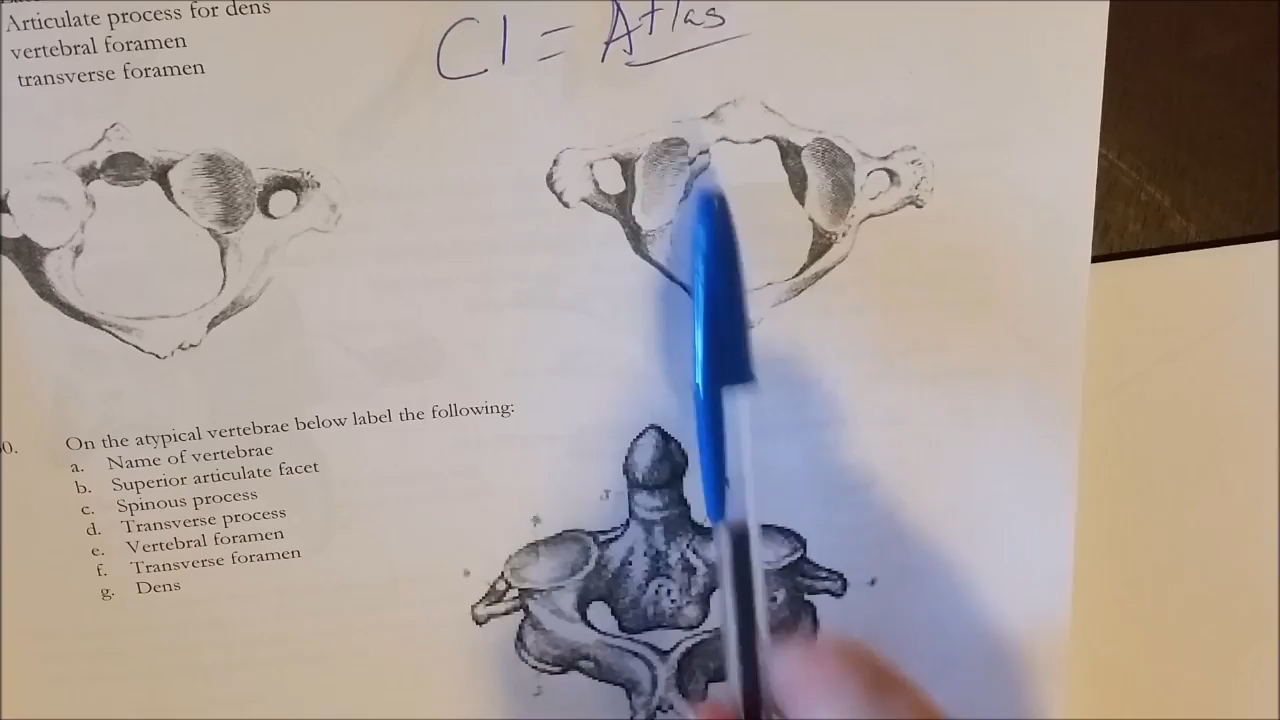 Articulate process for dens
vertebral foramen
transverse foramen
C1 = Atlas
0. On the atypical vertebrae below label the following:
a. Name of vertebrae
b. Superior articulate facet
c. Spinous process
d. Transverse process
e. Vertebral foramen
f. Transverse foramen
g. Dens